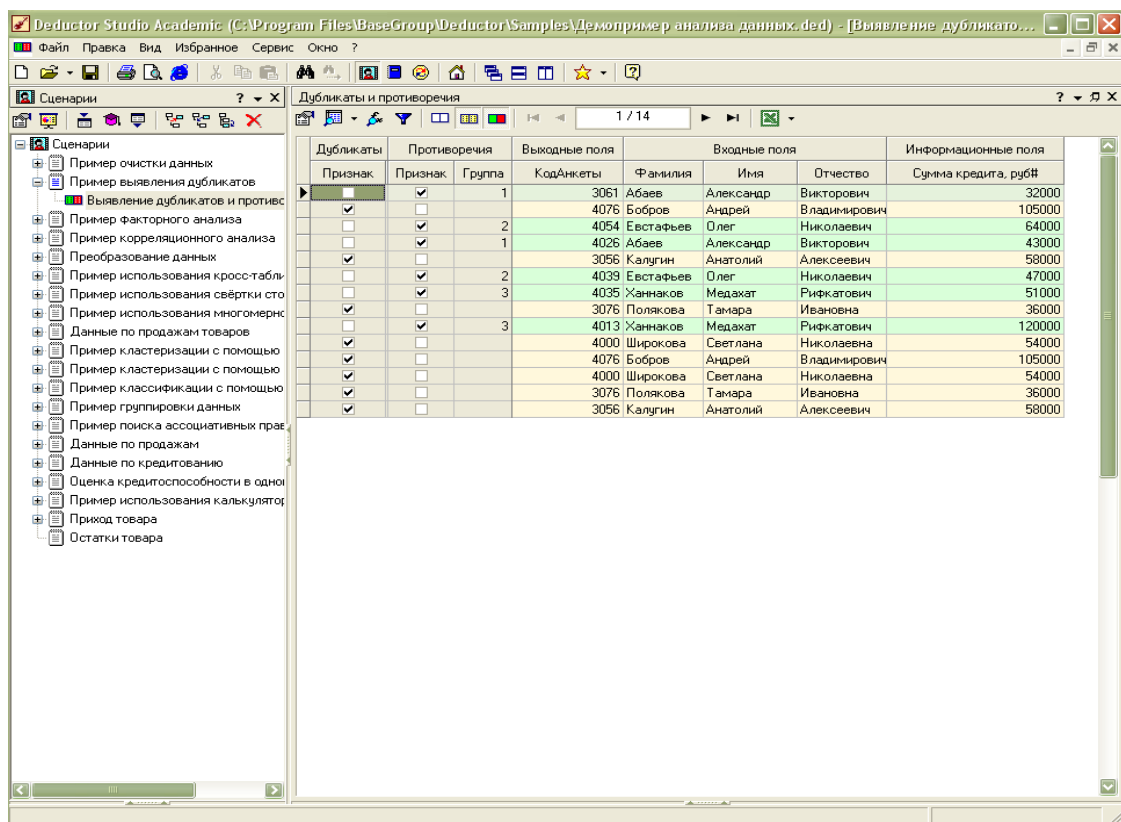 Deductor Studio Academic (C:\Program Files\BaseGroup\Deductor\Samples\Демопример анализа данных.ded) - [Выявление дубликато...
Файл Правка Вид Избранное Сервис Окно ?
Сценарии
Дубликаты и противоречия
1 / 14
Сценарии
Пример очистки данных
Пример выявления дубликатов
Выявление дубликатов и противс
Пример факторного анализа
Пример корреляционного анализа
Преобразование данных
Пример использования кросс-табли
Пример использования свёртки сто
Пример использования многомерно
Данные по продажам товаров
Пример кластеризации с помощью
Пример кластеризации с помощью
Пример классификации с помощью
Пример группировки данных
Пример поиска ассоциативных прав
Данные по продажам
Данные по кредитованию
Оценка кредитоспособности в одно
Пример использования калькулятор
Приход товара
Остатки товара
Дубликаты Противоречия Выходные поля Входные поля Информационные поля
Признак Признак Группа КодАнкеты Фамилия Имя Отчество Сумма кредита, руб#
1 3061 Абаев Александр Викторович 32000
4076 Бобров Андрей Владимирович 105000
2 4054 Евстафьев Олег Николаевич 64000
1 4026 Абаев Александр Викторович 43000
3056 Калугин Анатолий Алексеевич 58000
2 4039 Евстафьев Олег Николаевич 47000
3 4035 Ханнаков Медахат Рифкатович 51000
3076 Полякова Тамара Ивановна 36000
3 4013 Ханнаков Медахат Рифкатович 120000
4000 Широкова Светлана Николаевна 54000
4076 Бобров Андрей Владимирович 105000
4000 Широкова Светлана Николаевна 54000
3076 Полякова Тамара Ивановна 36000
3056 Калугин Анатолий Алексеевич 58000